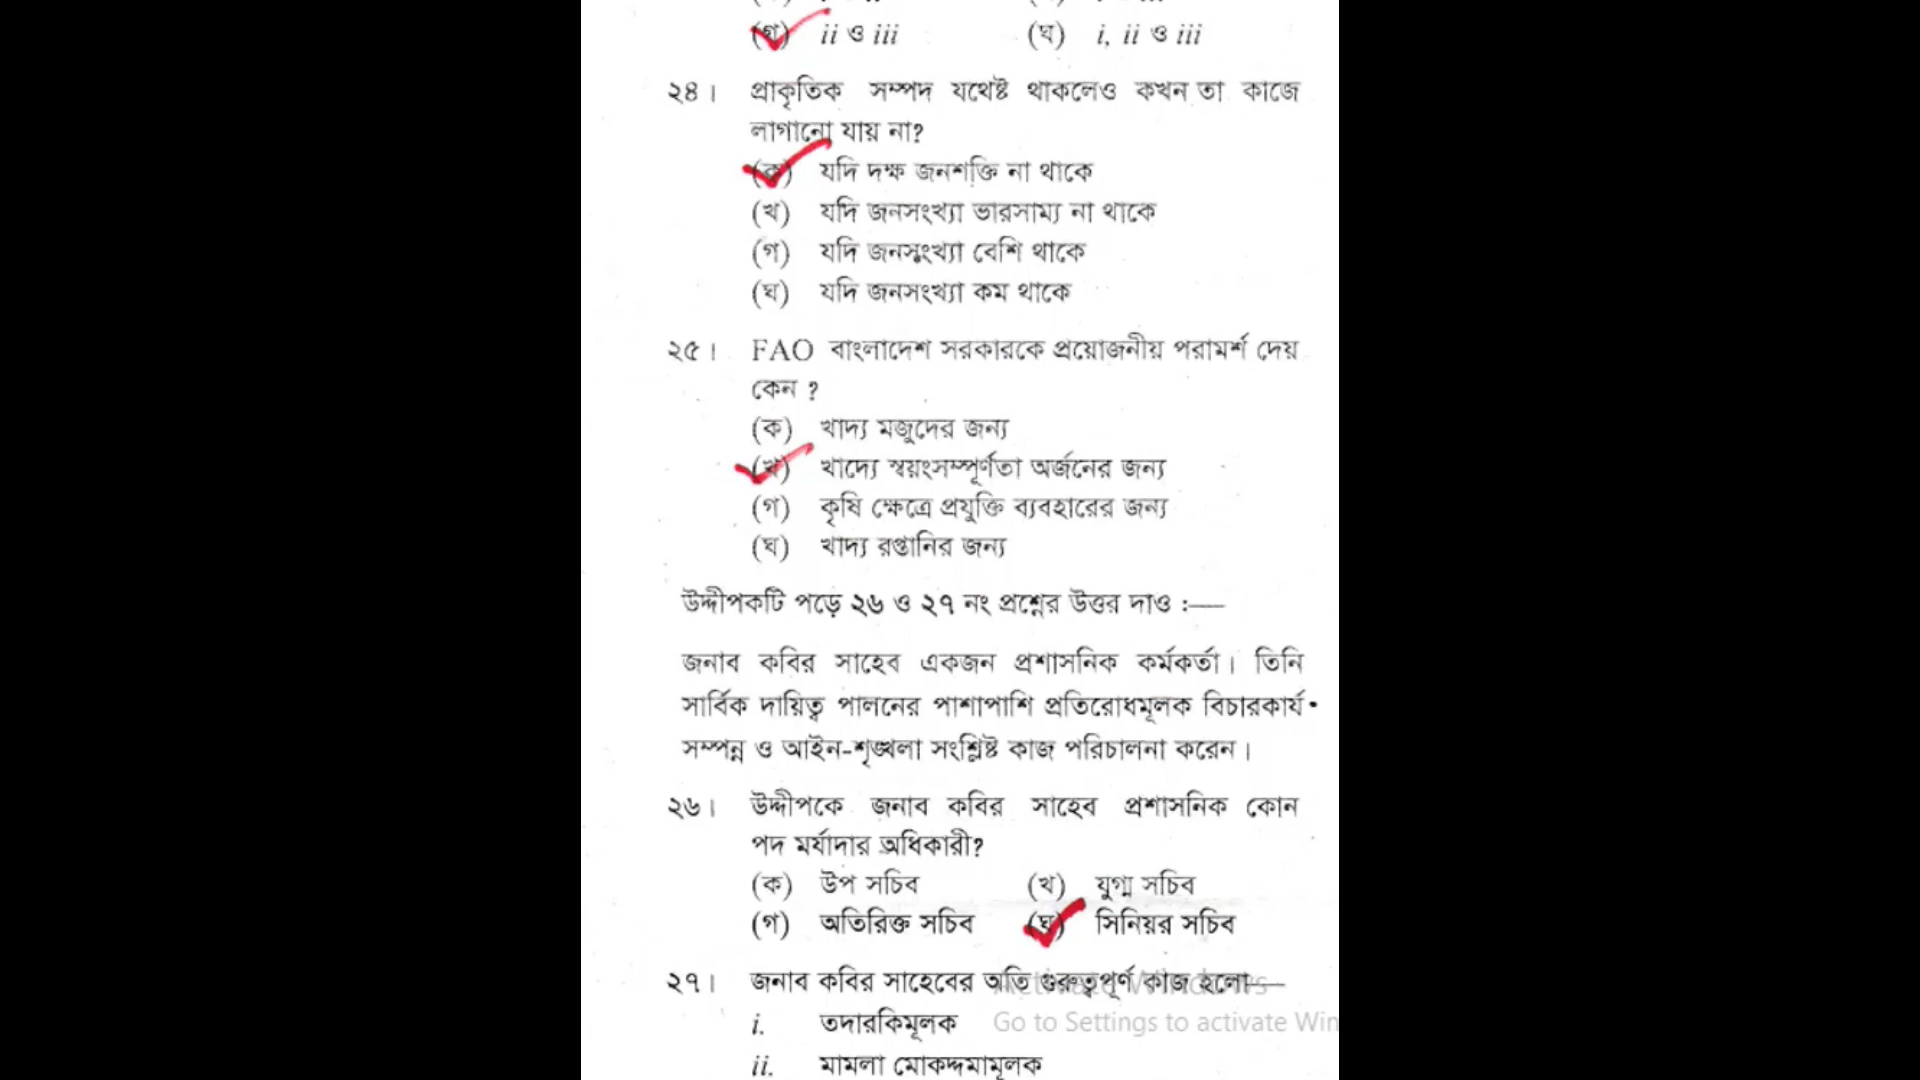 (গ) ii ও iii (ঘ) i, ii ও iii
২৪। প্রাকৃতিক সম্পদ যথেষ্ট থাকলেও কখন তা কাজে
লাগানো যায় না?
(ক) যদি দক্ষ জনশক্তি না থাকে
(খ) যদি জনসংখ্যা ভারসাম্য না থাকে
(গ) যদি জনসংখ্যা বেশি থাকে
(ঘ) যদি জনসংখ্যা কম থাকে
২৫। FAO বাংলাদেশ সরকারকে প্রয়োজনীয় পরামর্শ দেয়
কেন ?
(ক) খাদ্য মজুদের জন্য
(খ) খাদ্যে স্বয়ংসম্পূর্ণতা অর্জনের জন্য
(গ) কৃষি ক্ষেত্রে প্রযুক্তি ব্যবহারের জন্য
(ঘ) খাদ্য রপ্তানির জন্য
উদ্দীপকটি পড়ে ২৬ ও ২৭ নং প্রশ্নের উত্তর দাও :—
জনাব কবির সাহেব একজন প্রশাসনিক কর্মকর্তা। তিনি
সার্বিক দায়িত্ব পালনের পাশাপাশি প্রতিরোধমূলক বিচারকার্য
সম্পন্ন ও আইন-শৃঙ্খলা সংশ্লিষ্ট কাজ পরিচালনা করেন।
২৬। উদ্দীপকে জনাব কবির সাহেব প্রশাসনিক কোন
পদ মর্যাদার অধিকারী?
(ক) উপ সচিব (খ) যুগ্ম সচিব
(গ) অতিরিক্ত সচিব (ঘ) সিনিয়র সচিব
২৭। জনাব কবির সাহেবের অতি গুরুত্বপূর্ণ কাজ হলো—
Activate Windows
i. তদারকিমূলক
Go to Settings to activate Win
ii. মামলা মোকদ্দমামূলক